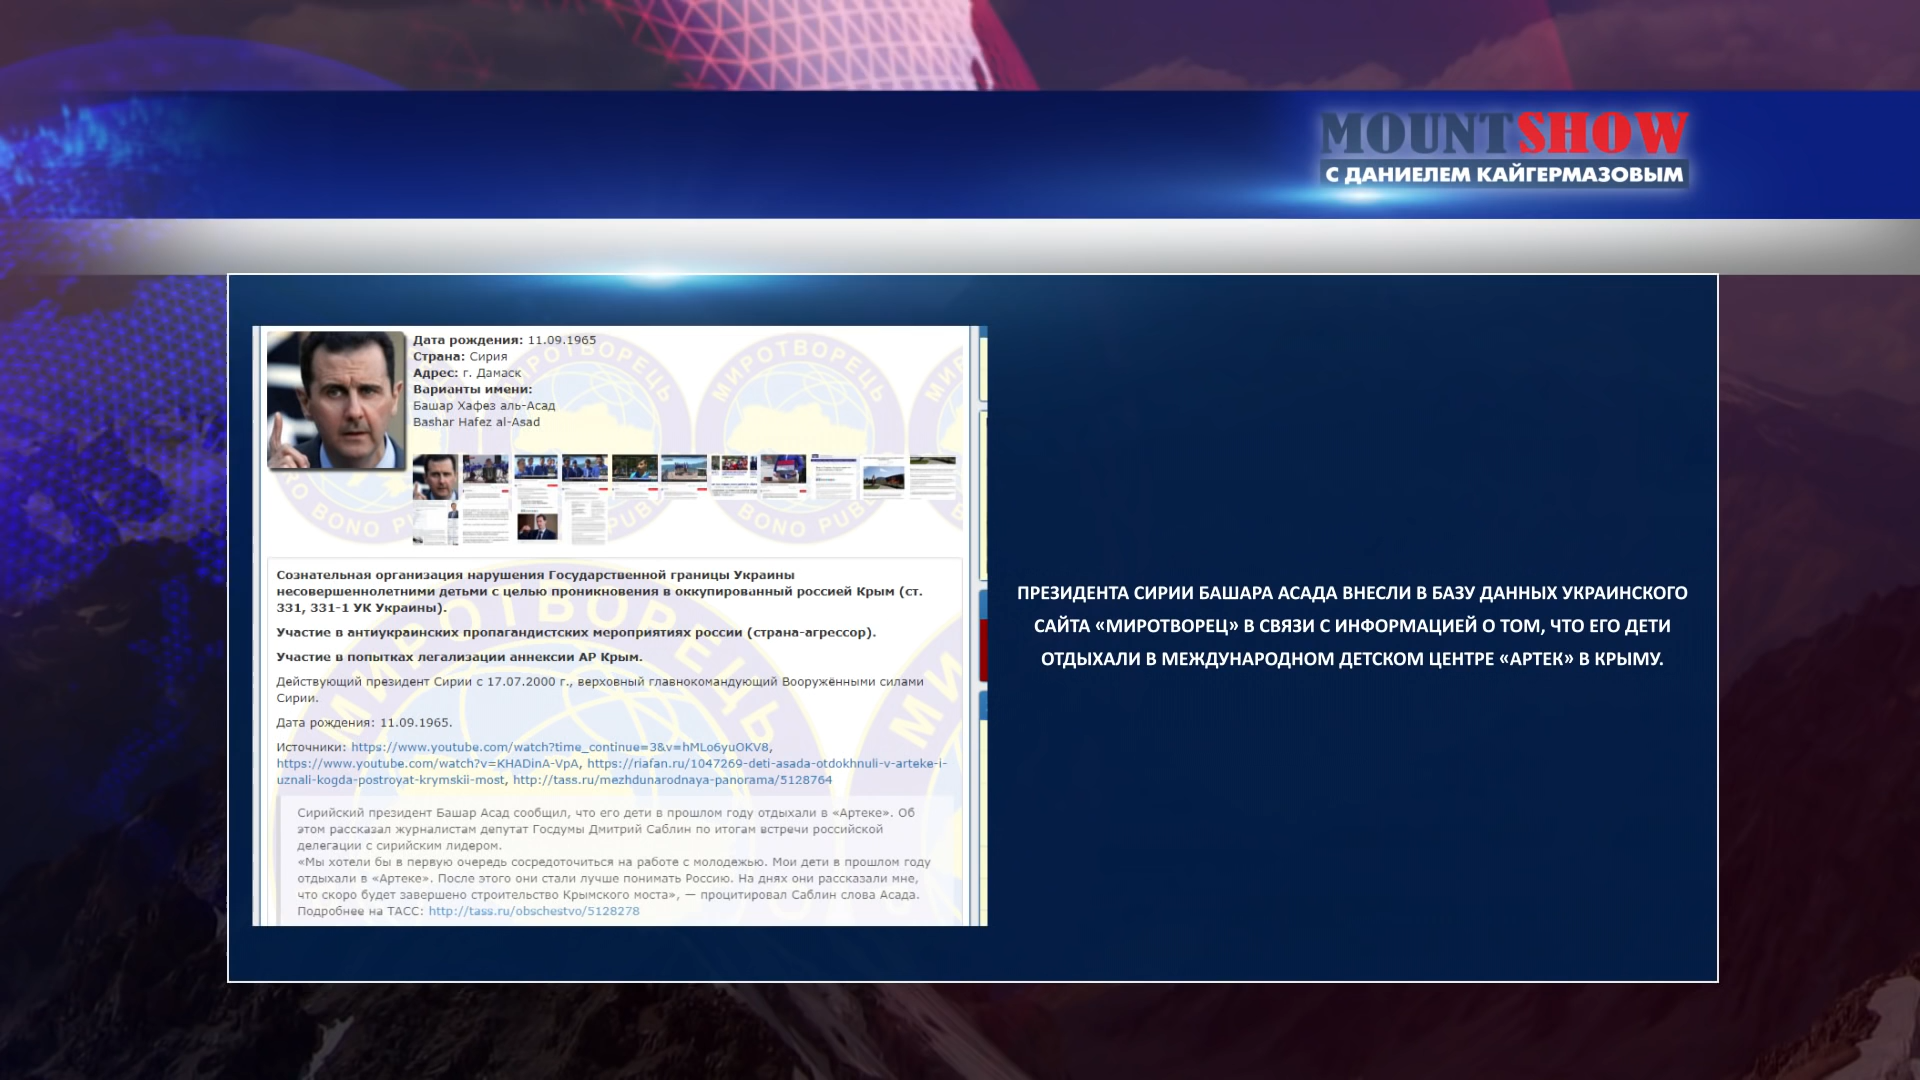 MOUNTSHOW
С ДАНИЕЛЕМ КАЙГЕРМАЗОВЫМ
Дата рождения: 11.09.1965
Страна: Сирия
Адрес: г. Дамаск
Варианты имени:
Башар Хафез аль-Асад
Bashar Hafez al-Asad
МИРОТВОРЕЦЬ
BONO PUB
Сознательная организация нарушения Государственной границы Украины
несовершеннолетними детьми с целью проникновения в оккупированный россией Крым (ст.
331, 331-1 УК Украины).
Участие в антиукраинских пропагандистских мероприятиях россии (страна-агрессор).
Участие в попытках легализации аннексии АР Крым.
Действующий президент Сирии с 17.07.2000 г., верховный главнокомандующий Вооружёнными силами
Сирии.
Дата рождения: 11.09.1965.
Источники: https://www.youtube.com/watch?time_continue=3&v=hMLo6yuOKV8,
https://www.youtube.com/watch?v=KHADinA-VpA, https://riafan.ru/1047269-deti-asada-otdokhnuli-v-arteke-i-
uznali-kogda-postroyat-krymskii-most, http://tass.ru/mezhdunarodnaya-panorama/5128764
Сирийский президент Башар Асад сообщил, что его дети в прошлом году отдыхали в «Артеке». Об
этом рассказал журналистам депутат Госдумы Дмитрий Саблин по итогам встречи российской
делегации с сирийским лидером.
«Мы хотели бы в первую очередь сосредоточиться на работе с молодежью. Мои дети в прошлом году
отдыхали в «Артеке». После этого они стали лучше понимать Россию. На днях они рассказали мне,
что скоро будет завершено строительство Крымского моста», — процитировал Саблин слова Асада.
Подробнее на ТАСС: http://tass.ru/obschestvo/5128278
ПРЕЗИДЕНТА СИРИИ БАШАРА АСАДА ВНЕСЛИ В БАЗУ ДАННЫХ УКРАИНСКОГО
САЙТА «МИРОТВОРЕЦ» В СВЯЗИ С ИНФОРМАЦИЕЙ О ТОМ, ЧТО ЕГО ДЕТИ
ОТДЫХАЛИ В МЕЖДУНАРОДНОМ ДЕТСКОМ ЦЕНТРЕ «АРТЕК» В КРЫМУ.